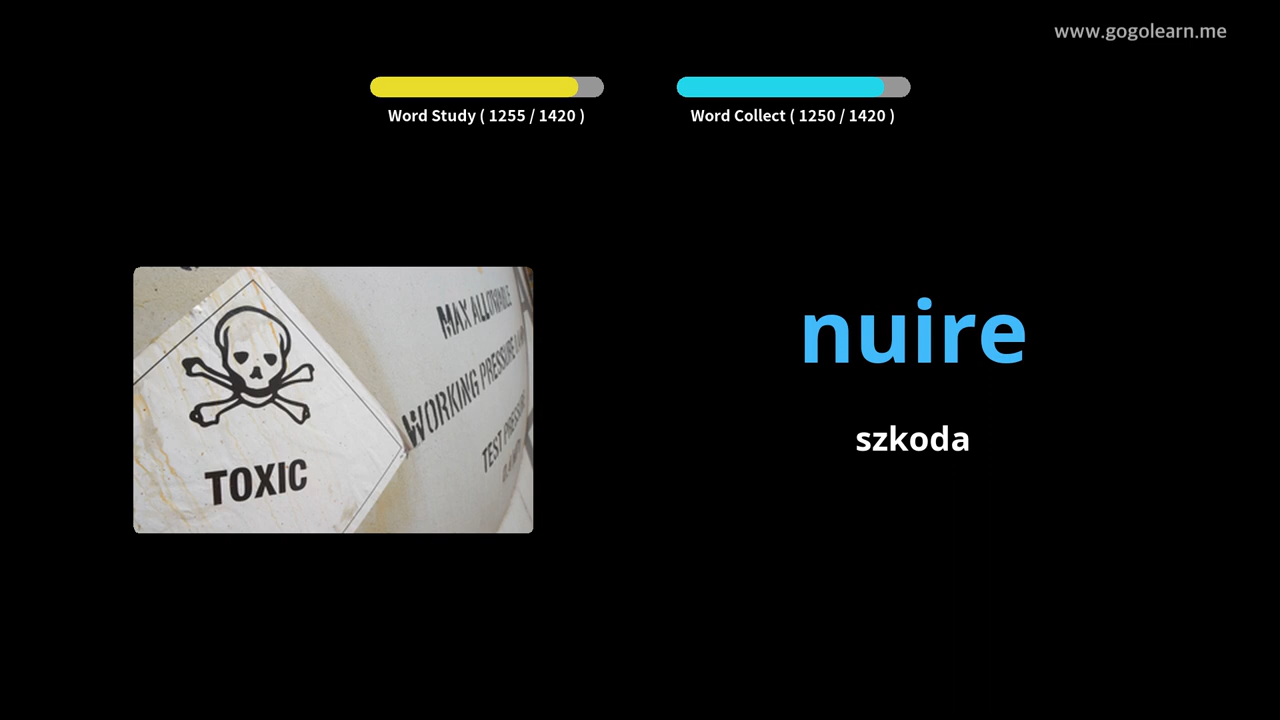 www.gogolearn.me
Word Study ( 1255 / 1420 )
Word Collect ( 1250 / 1420 )
MAX ALLOWABLE
WORKING PRESSURE
TEST PRESSURE
TOXIC
nuire
szkoda